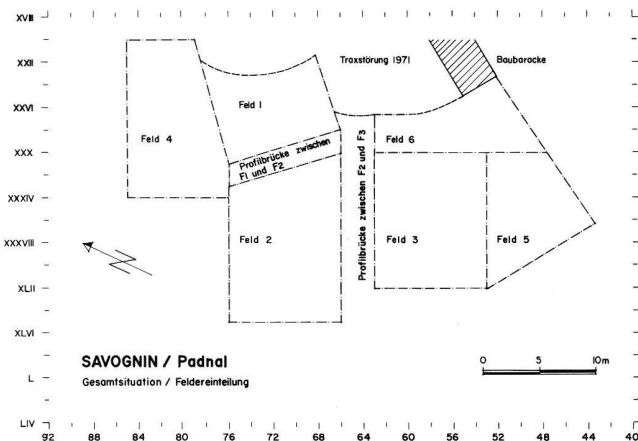 XVIII
XXII
XXVI
XXX
XXXIV
XXXVIII
XLII
XLVI
L
LIV
Traxstörung 1971
Baubaracke
Feld 1
Feld 4
Feld 6
Profilbrücke zwischen
F1 und F2
Profilbrücke zwischen F2 und F3
Feld 2
Feld 3
Feld 5
SAVOGNIN / Padnal
Gesamtsituation / Feldereinteilung
0 5 10m
92 88 84 80 76 72 68 64 60 56 52 48 44 40